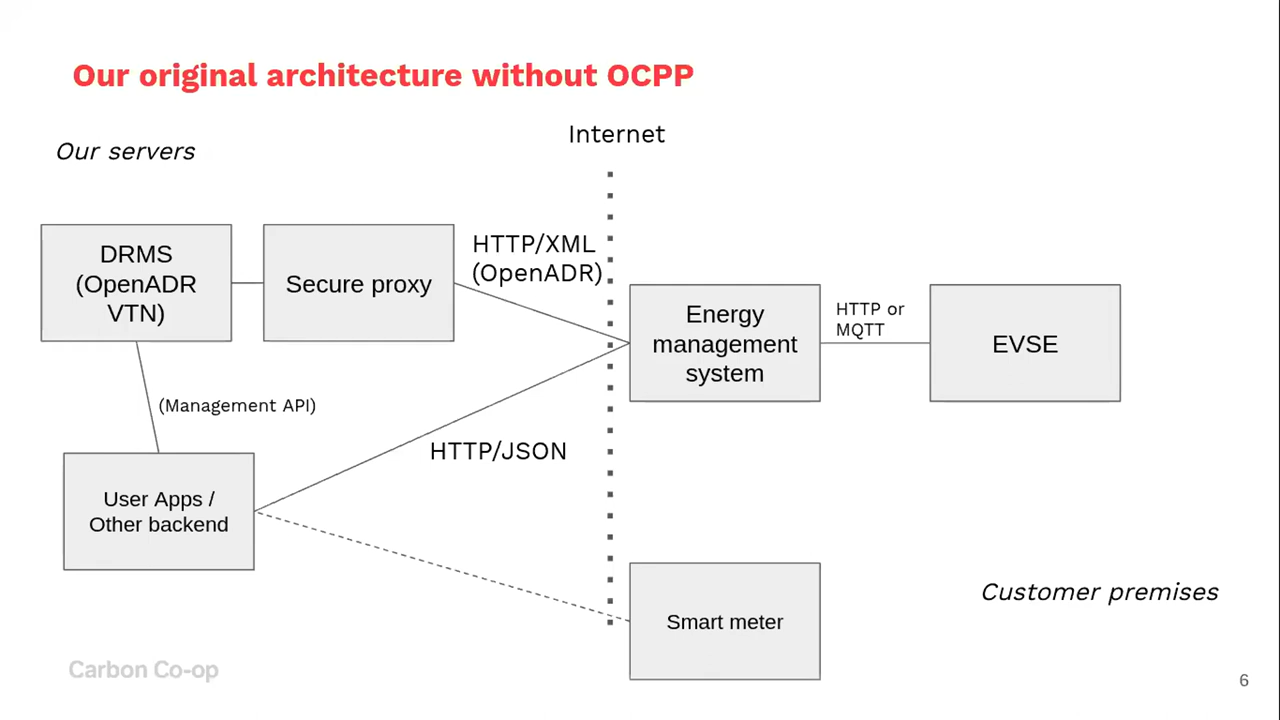 Our original architecture without OCPP
Internet
Our servers
DRMS
(OpenADR
VTN)
Secure proxy
HTTP/XML
(OpenADR)
Energy
management
system
HTTP or
MQTT
EVSE
(Management API)
HTTP/JSON
User Apps /
Other backend
Smart meter
Customer premises
Carbon Co-op
6